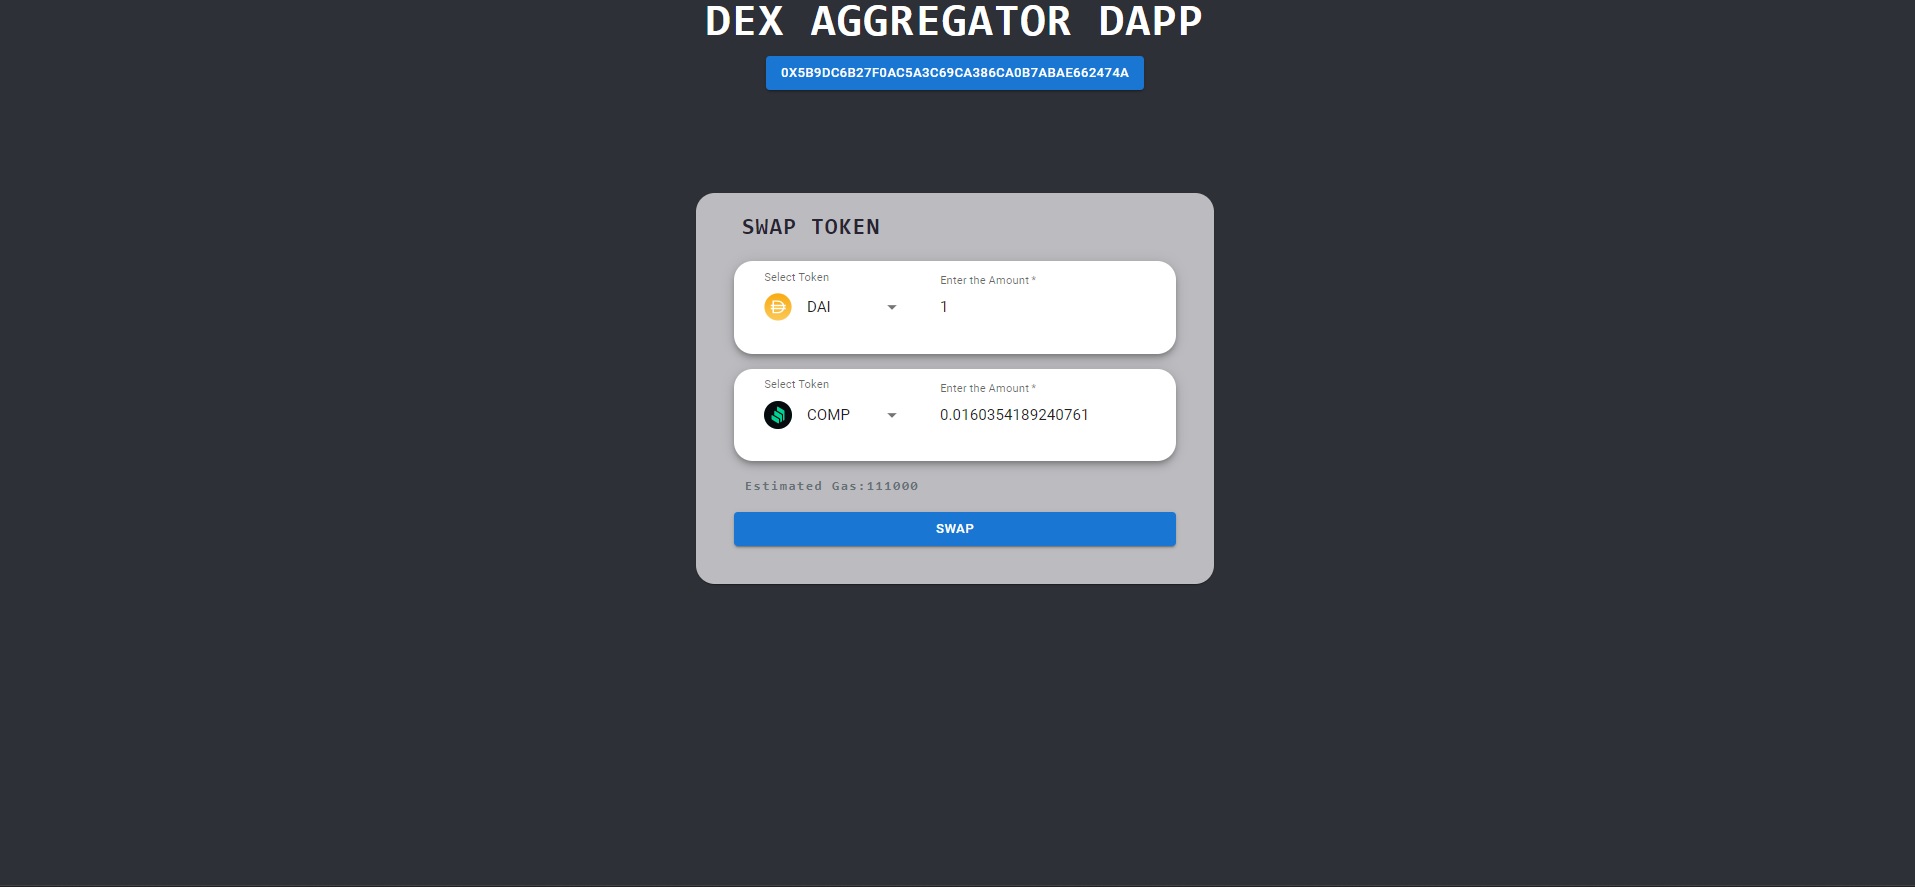 DEX AGGREGATOR DAPP
0X5B9DC6B27F0AC5A3C69CA386CA0B7ABAE662474A
SWAP TOKEN
Select Token
Enter the Amount *
DAI
1
Select Token
Enter the Amount *
COMP
0.0160354189240761
Estimated Gas:111000
SWAP